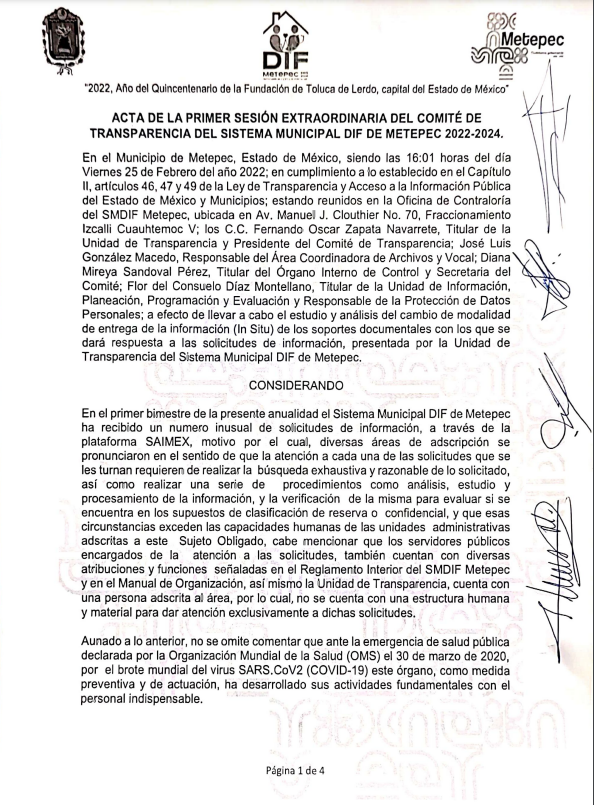 DIF
METEPEC
Metepec
"2022, Año del Quincentenario de la Fundación de Toluca de Lerdo, capital del Estado de México"
ACTA DE LA PRIMER SESIÓN EXTRAORDINARIA DEL COMITÉ DE
TRANSPARENCIA DEL SISTEMA MUNICIPAL DIF DE METEPEC 2022-2024.
En el Municipio de Metepec, Estado de México, siendo las 16:01 horas del día
Viernes 25 de Febrero del año 2022; en cumplimiento a lo establecido en el Capítulo
II, artículos 46, 47 y 49 de la Ley de Transparencia y Acceso a la Información Pública
del Estado de México y Municipios; estando reunidos en la Oficina de Contraloría
del SMDIF Metepec, ubicada en Av. Manuel J. Clouthier No. 70, Fraccionamiento
Izcalli Cuauhtemoc V; los C.C. Fernando Oscar Zapata Navarrete, Titular de la
Unidad de Transparencia y Presidente del Comité de Transparencia; José Luis
González Macedo, Responsable del Área Coordinadora de Archivos y Vocal; Diana
Mireya Sandoval Pérez, Titular del Órgano Interno de Control y Secretaria del
Comité; Flor del Consuelo Díaz Montellano, Titular de la Unidad de Información,
Planeación, Programación y Evaluación y Responsable de la Protección de Datos
Personales; a efecto de llevar a cabo el estudio y análisis del cambio de modalidad
de entrega de la información (In Situ) de los soportes documentales con los que se
dará respuesta a las solicitudes de información, presentada por la Unidad de
Transparencia del Sistema Municipal DIF de Metepec.
CONSIDERANDO
En el primer bimestre de la presente anualidad el Sistema Municipal DIF de Metepec
ha recibido un numero inusual de solicitudes de información, a través de la
plataforma SAIMEX, motivo por el cual, diversas áreas de adscripción se
pronunciaron en el sentido de que la atención a cada una de las solicitudes que se
les turnan requieren de realizar la búsqueda exhaustiva y razonable de lo solicitado,
así como realizar una serie de procedimientos como análisis, estudio y
procesamiento de la información, y la verificación de la misma para evaluar si se
encuentra en los supuestos de clasificación de reserva o confidencial, y que esas
circunstancias exceden las capacidades humanas de las unidades administrativas
adscritas a este Sujeto Obligado, cabe mencionar que los servidores públicos
encargados de la atención a las solicitudes, también cuentan con diversas
atribuciones y funciones señaladas en el Reglamento Interior del SMDIF Metepec
y en el Manual de Organización, así mismo la Unidad de Transparencia, cuenta con
una persona adscrita al área, por lo cual, no se cuenta con una estructura humana
y material para dar atención exclusivamente a dichas solicitudes.
Aunado a lo anterior, no se omite comentar que ante la emergencia de salud pública
declarada por la Organización Mundial de la Salud (OMS) el 30 de marzo de 2020,
por el brote mundial del virus SARS.CoV2 (COVID-19) este órgano, como medida
preventiva y de actuación, ha desarrollado sus actividades fundamentales con el
personal indispensable.
Página 1 de 4